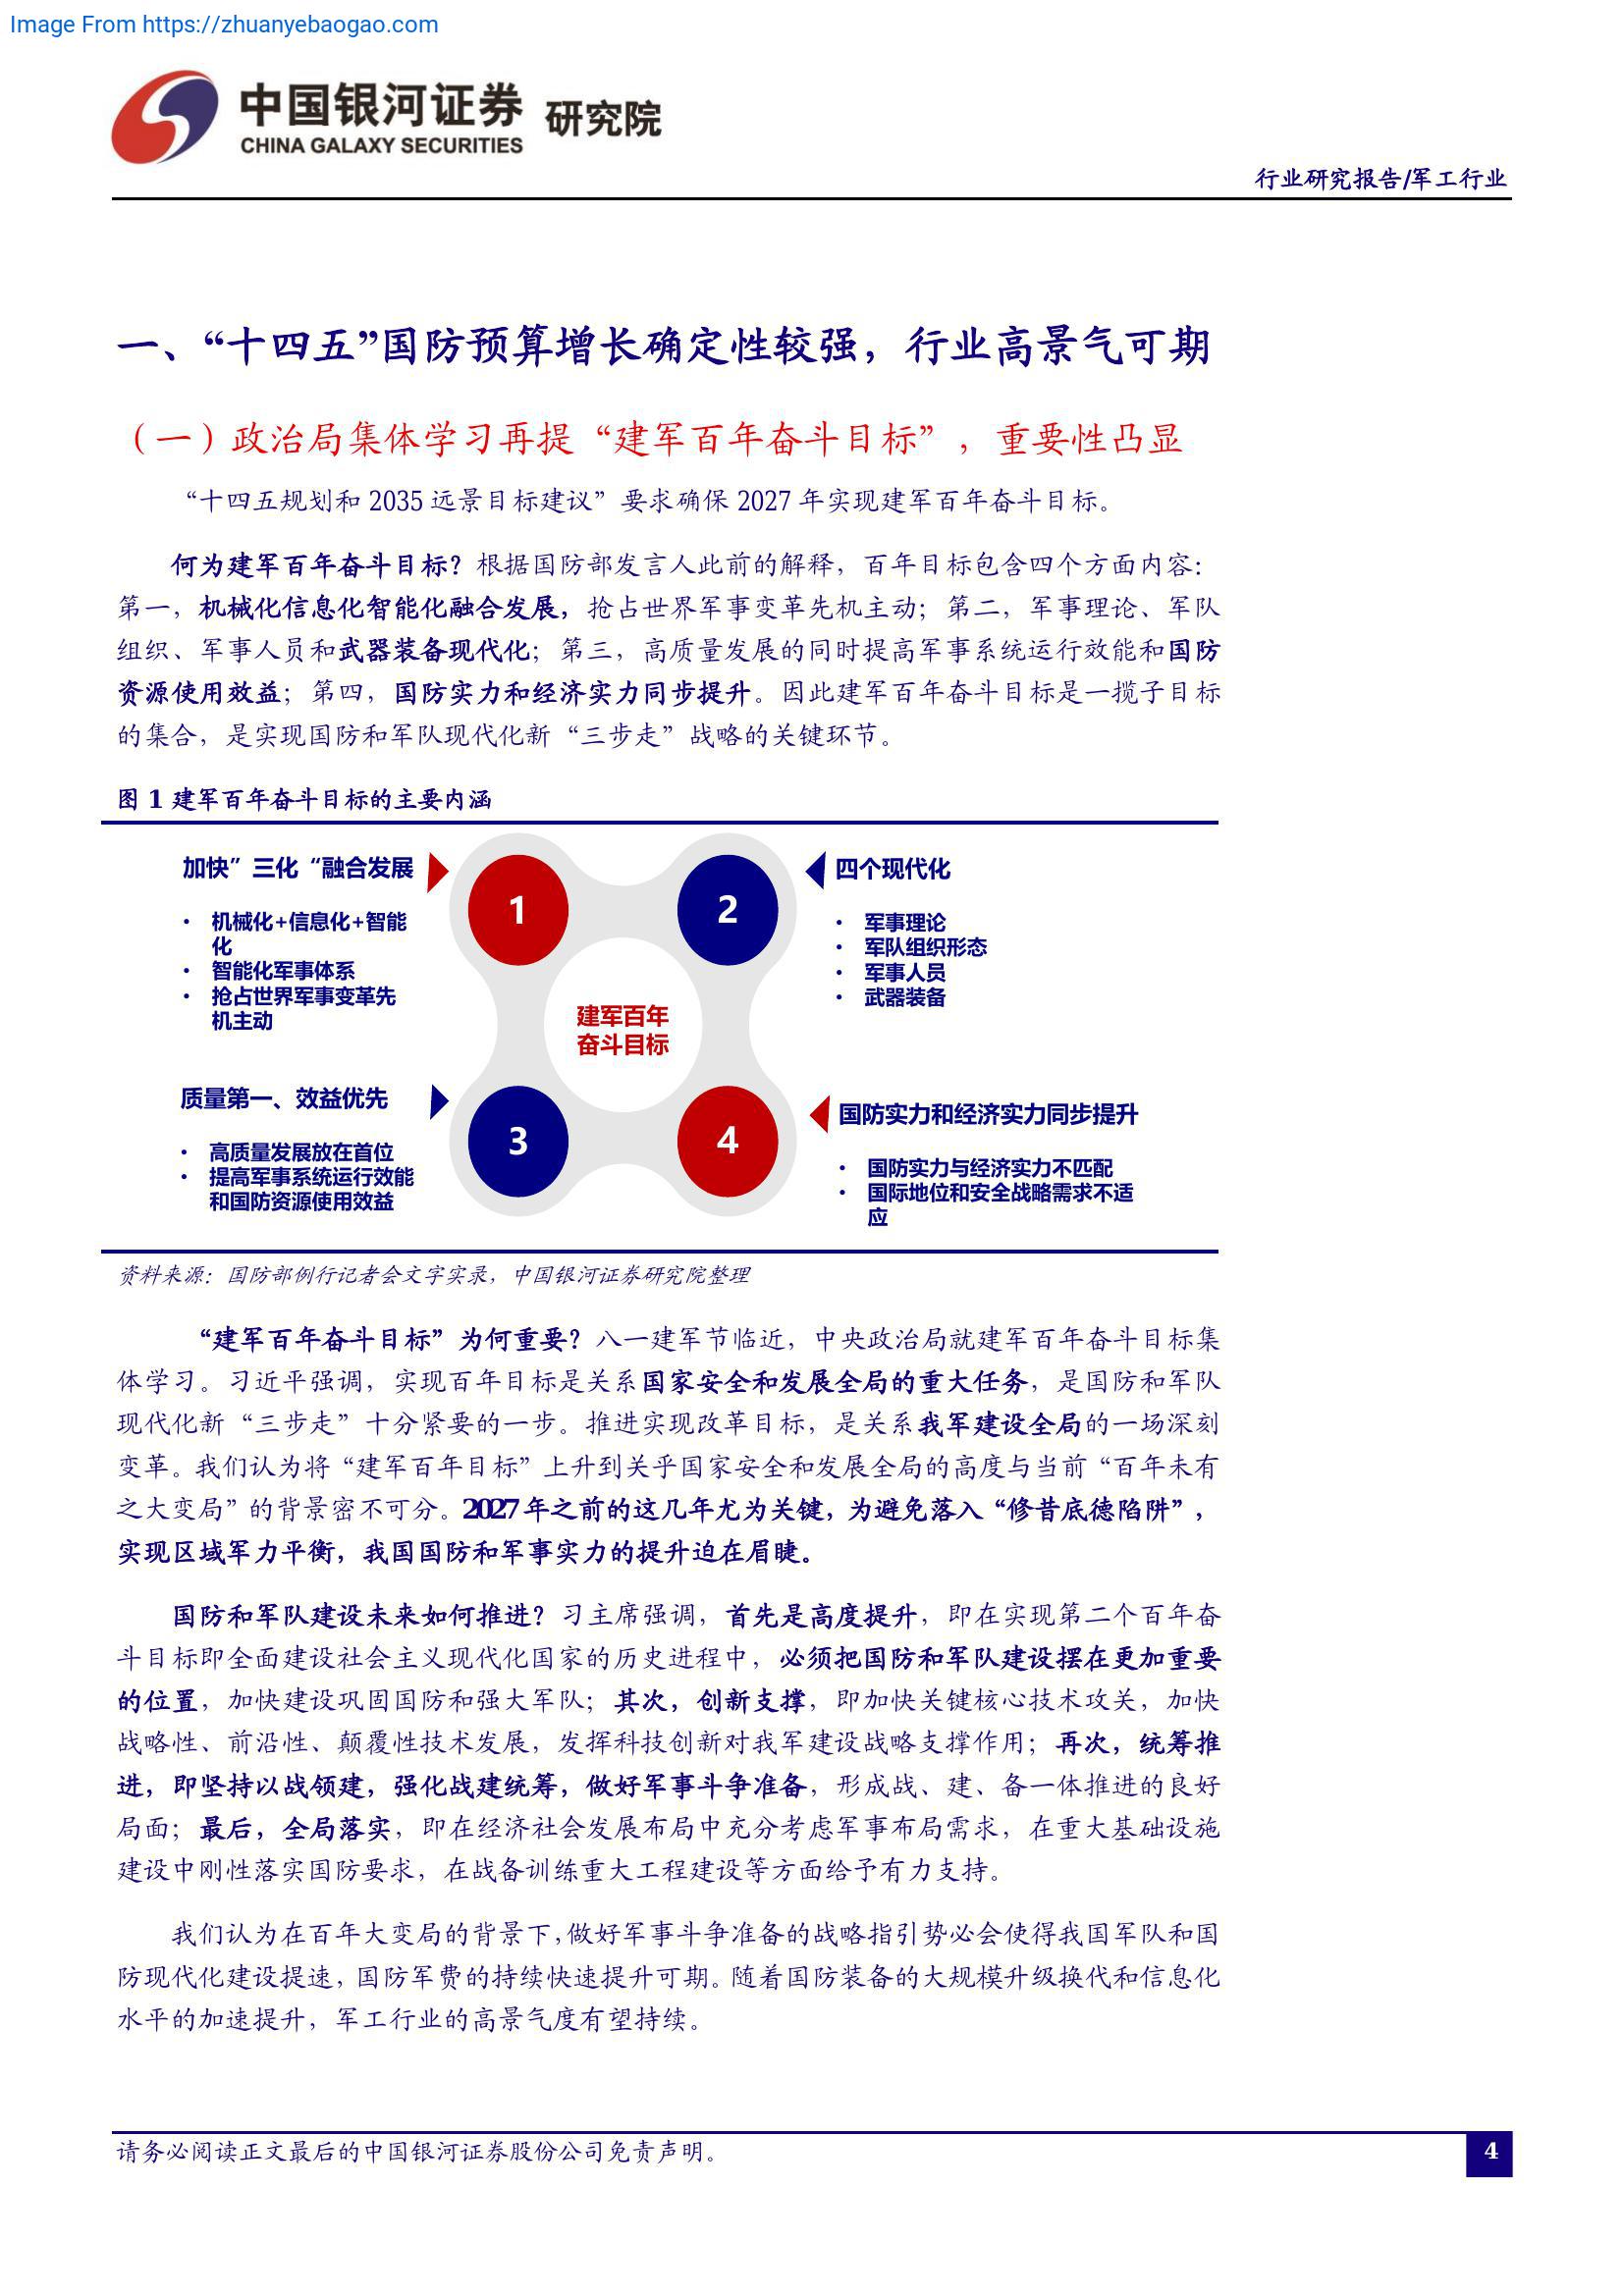 Image From https://zhuanyebaogao.com
中国银河证券 研究院
CHINA GALAXY SECURITIES
行业研究报告/军工行业
一、“十四五”国防预算增长确定性较强，行业高景气可期
（一）政治局集体学习再提“建军百年奋斗目标”，重要性凸显
“十四五规划和 2035 远景目标建议”要求确保 2027 年实现建军百年奋斗目标。
何为建军百年奋斗目标？根据国防部发言人此前的解释，百年目标包含四个方面内容：
第一，机械化信息化智能化融合发展，抢占世界军事变革先机主动；第二，军事理论、军队
组织、军事人员和武器装备现代化；第三，高质量发展的同时提高军事系统运行效能和国防
资源使用效益；第四，国防实力和经济实力同步提升。因此建军百年奋斗目标是一揽子目标
的集合，是实现国防和军队现代化新“三步走”战略的关键环节。
图 1 建军百年奋斗目标的主要内涵
加快”三化“融合发展
• 机械化+信息化+智能
化
• 智能化军事体系
• 抢占世界军事变革先
机主动
1
2
四个现代化
• 军事理论
• 军队组织形态
• 军事人员
• 武器装备
建军百年
奋斗目标
质量第一、效益优先
• 高质量发展放在首位
• 提高军事系统运行效能
和国防资源使用效益
3
4
国防实力和经济实力同步提升
• 国防实力与经济实力不匹配
• 国际地位和安全战略需求不适
应
资料来源：国防部例行记者会文字实录，中国银河证券研究院整理
“建军百年奋斗目标”为何重要？八一建军节临近，中央政治局就建军百年奋斗目标集
体学习。习近平强调，实现百年目标是关系国家安全和发展全局的重大任务，是国防和军队
现代化新“三步走”十分紧要的一步。推进实现改革目标，是关系我军建设全局的一场深刻
变革。我们认为将“建军百年目标”上升到关乎国家安全和发展全局的高度与当前“百年未有
之大变局”的背景密不可分。2027 年之前的这几年尤为关键，为避免落入“修昔底德陷阱”，
实现区域军力平衡，我国国防和军事实力的提升迫在眉睫。
国防和军队建设未来如何推进？习主席强调，首先是高度提升，即在实现第二个百年奋
斗目标即全面建设社会主义现代化国家的历史进程中，必须把国防和军队建设摆在更加重要
的位置，加快建设巩固国防和强大军队；其次，创新支撑，即加快关键核心技术攻关，加快
战略性、前沿性、颠覆性技术发展，发挥科技创新对我军建设战略支撑作用；再次，统筹推
进，即坚持以战领建，强化战建统筹，做好军事斗争准备，形成战、建、备一体推进的良好
局面；最后，全局落实，即在经济社会发展布局中充分考虑军事布局需求，在重大基础设施
建设中刚性落实国防要求，在战备训练重大工程建设等方面给予有力支持。
我们认为在百年大变局的背景下，做好军事斗争准备的战略指引势必会使得我国军队和国
防现代化建设提速，国防军费的持续快速提升可期。随着国防装备的大规模升级换代和信息化
水平的加速提升，军工行业的高景气度有望持续。
请务必阅读正文最后的中国银河证券股份公司免责声明。
4